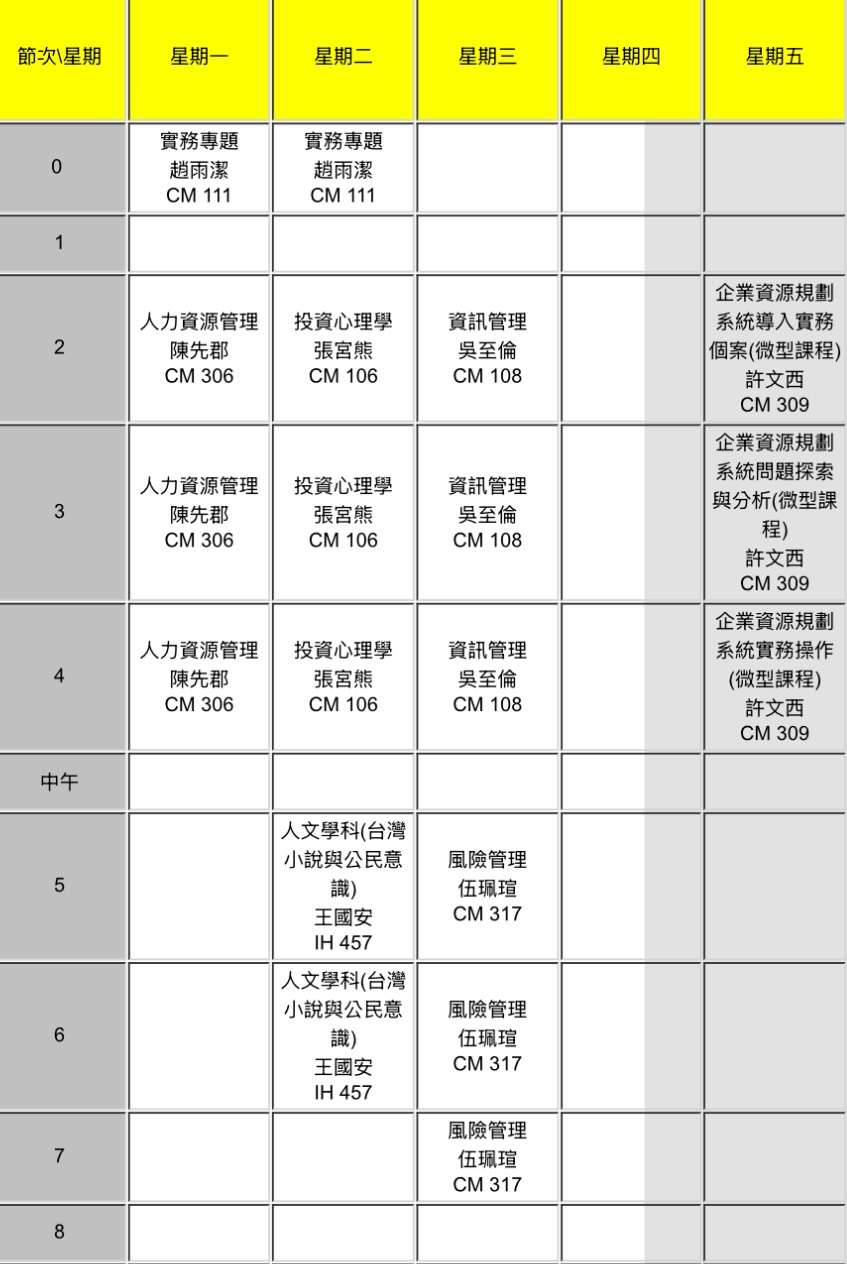 節次\星期
星期一
星期二
星期三
星期四
星期五
0
實務專題
趙雨潔
CM 111
實務專題
趙雨潔
CM 111
1
2
人力資源管理
陳先郡
CM 306
投資心理學
張宮熊
CM 106
資訊管理
吳至倫
CM 108
企業資源規劃
系統導入實務
個案(微型課程)
許文西
CM 309
3
人力資源管理
陳先郡
CM 306
投資心理學
張宮熊
CM 106
資訊管理
吳至倫
CM 108
企業資源規劃
系統問題探索
與分析(微型課
程)
許文西
CM 309
4
人力資源管理
陳先郡
CM 306
投資心理學
張宮熊
CM 106
資訊管理
吳至倫
CM 108
企業資源規劃
系統實務操作
(微型課程)
許文西
CM 309
中午
5
人文學科(台灣
小說與公民意
識)
王國安
IH 457
風險管理
伍珮瑄
CM 317
6
人文學科(台灣
小說與公民意
識)
王國安
IH 457
風險管理
伍珮瑄
CM 317
7
風險管理
伍珮瑄
CM 317
8